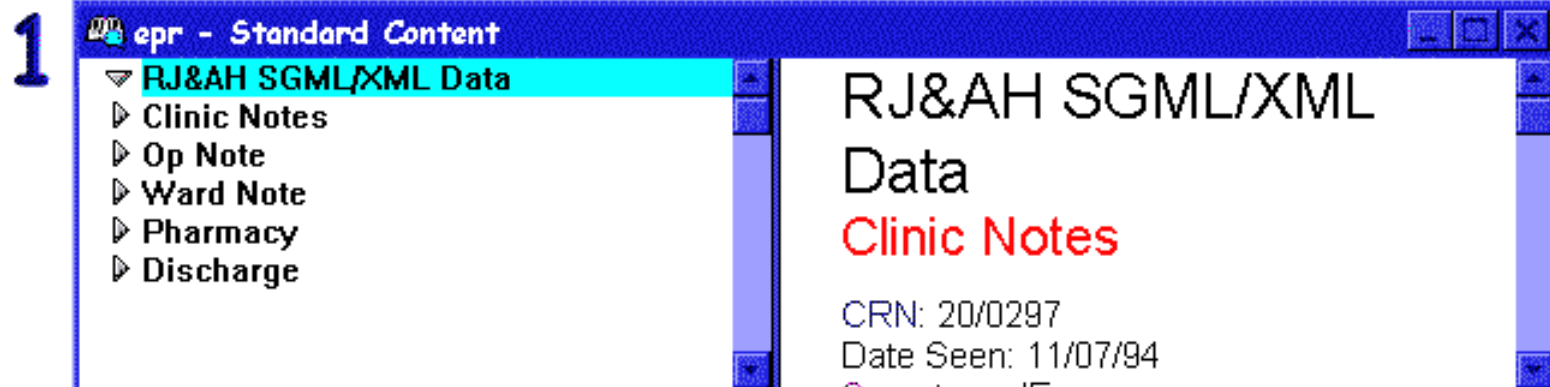 1
epr - Standard Content
RJ&AH SGML/XML Data
Clinic Notes
Op Note
Ward Note
Pharmacy
Discharge
RJ&AH SGML/XML
Data
Clinic Notes
CRN: 20/0297
Date Seen: 11/07/94